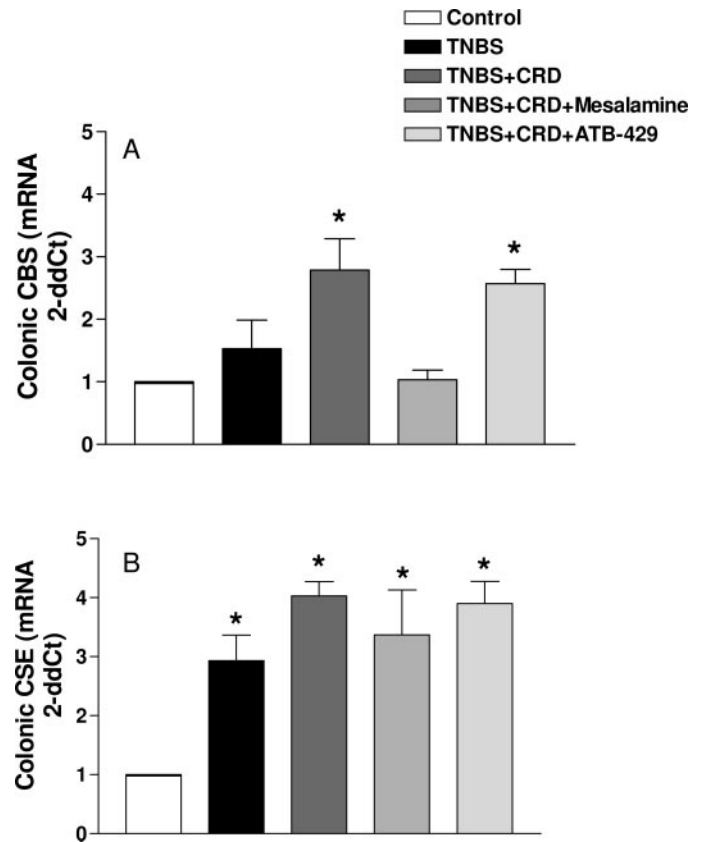 Control
TNBS
TNBS+CRD
TNBS+CRD+Mesalamine
TNBS+CRD+ATB-429
A
Colonic CBS (mRNA
2-ddCt)
5
4
3
2
1
0
*
*
B
Colonic CSE (mRNA
2-ddCt)
5
4
3
2
1
0
*
*
*
*